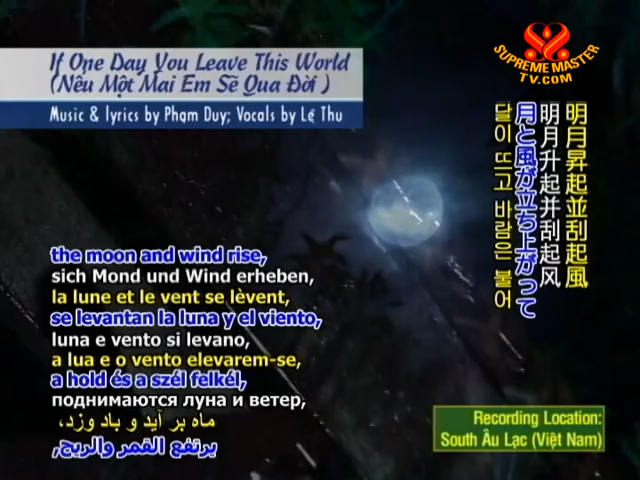 If One Day You Leave This World
(Nếu Một Mai Em Sẽ Qua Đời )
Music & lyrics by Phạm Duy; Vocals by Lệ Thu
SUPREME MASTER
TV.COM
明月昇起並刮起風
明月升起并刮起风
月と風が立ち上がって
달이 뜨고 바람은 불어
the moon and wind rise,
sich Mond und Wind erheben,
la lune et le vent se lèvent,
se levantan la luna y el viento,
luna e vento si levano,
a lua e o vento elevarem-se,
a hold és a szél felkél,
поднимаются луна и ветер,
ماه بر آید و باد وزد،
يرتفع القمر والريح,
Recording Location:
South Âu Lạc (Việt Nam)